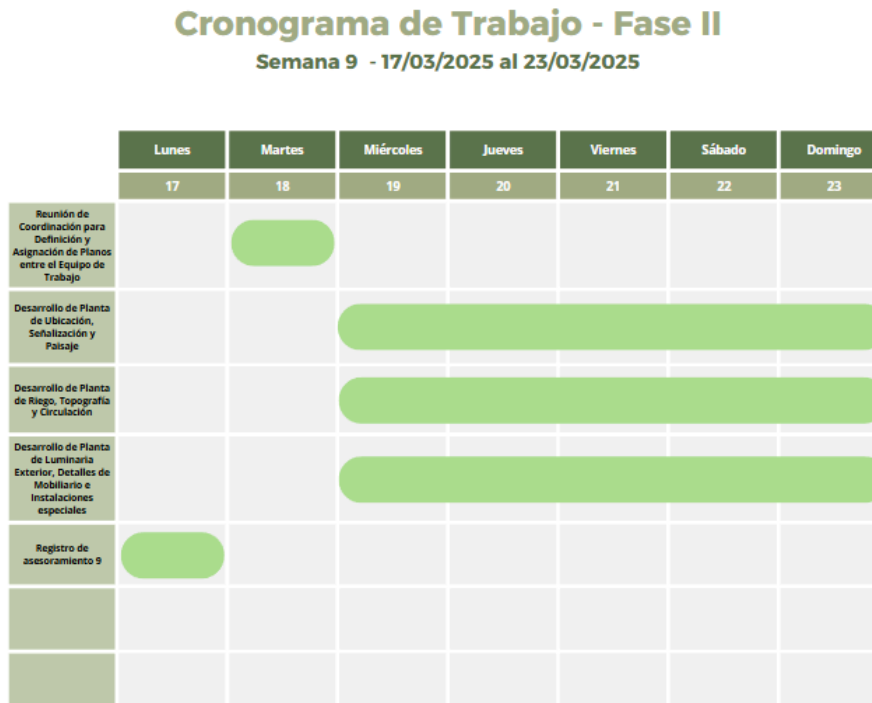 Cronograma de Trabajo - Fase II
Semana 9 - 17/03/2025 al 23/03/2025
Lunes Martes Miércoles Jueves Viernes Sábado Domingo
17 18 19 20 21 22 23
Reunión de
Coordinación para
Definición y
Asignación de Planos
entre el Equipo de
Trabajo
Desarrollo de Planta
de Ubicación,
Señalización y
Paisaje
Desarrollo de Planta
de Riego, Topografía
y Circulación
Desarrollo de Planta
de Luminaria
Exterior, Detalles de
Mobiliario e
Instalaciones
especiales
Registro de
asesoramiento 9